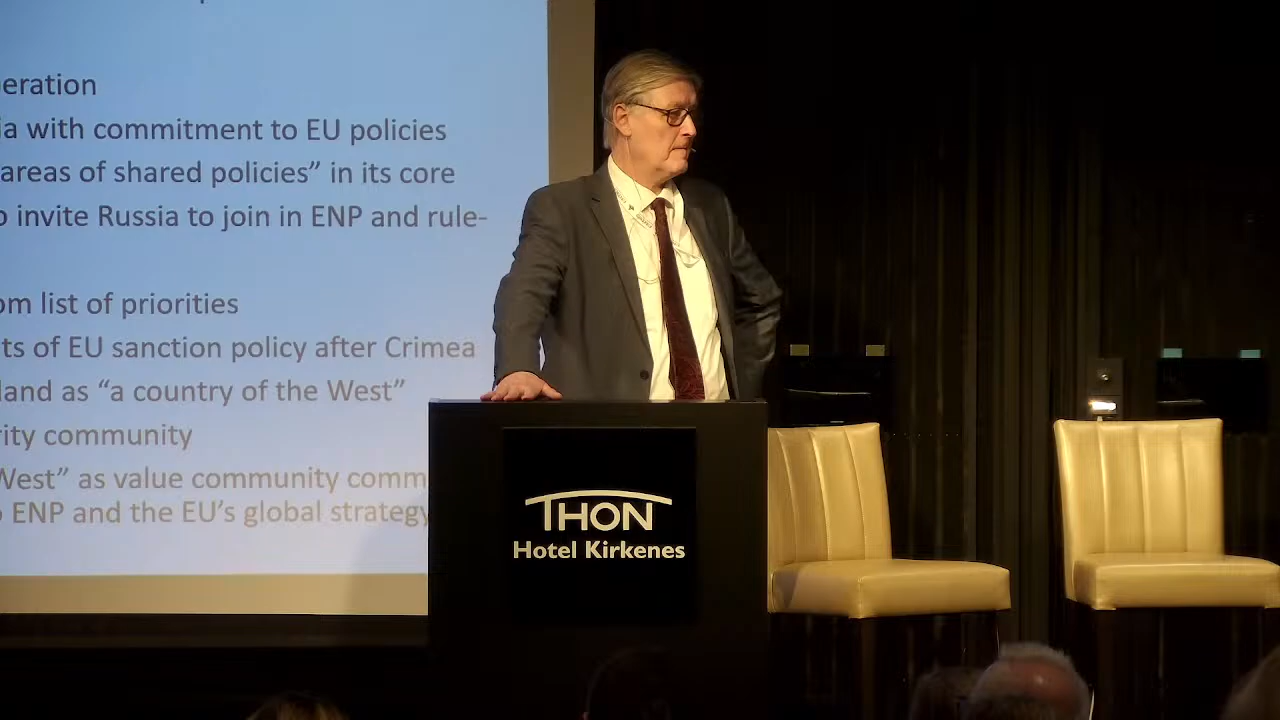 eration
ia with commitment to EU policies
areas of shared policies” in its core
o invite Russia to join in ENP and rule-
om list of priorities
ts of EU sanction policy after Crimea
land as “a country of the West”
rity community
West” as value community comm
o ENP and the EU’s global strategy
THON
Hotel Kirkenes